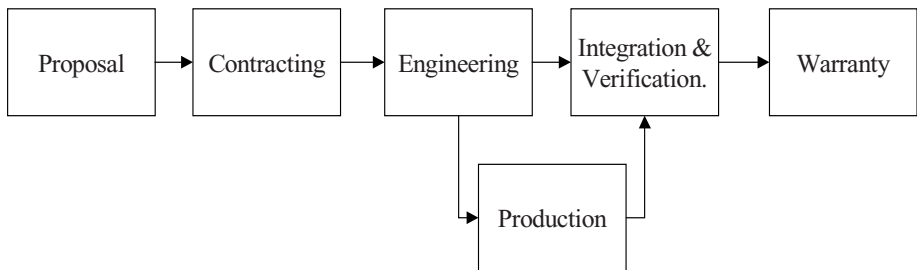 Proposal
Contracting
Engineering
Integration &
Verification.
Warranty
Production